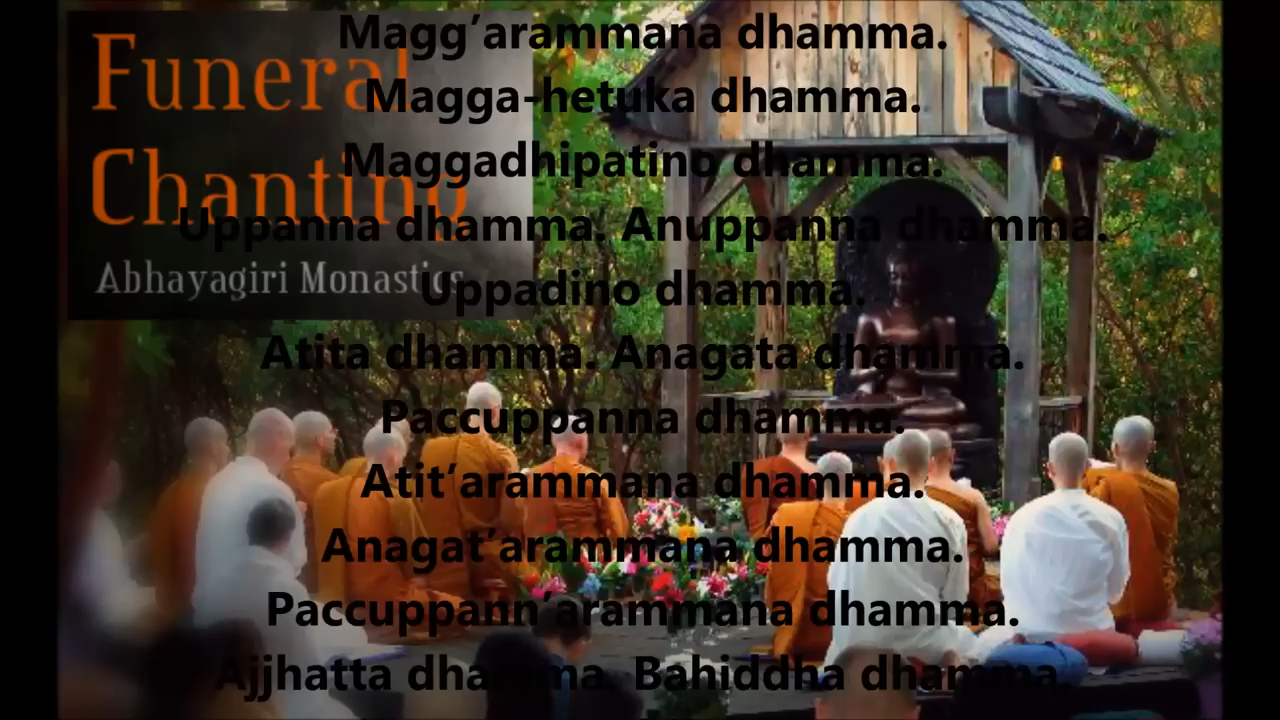 Funeral
Chanting
Abhayagiri Monastics
Magg’arammana dhamma.
Magga-hetuka dhamma.
Maggadhipatino dhamma.
Uppanna dhamma. Anuppanna dhamma.
Uppadino dhamma.
Atita dhamma. Anagata dhamma.
Paccuppanna dhamma.
Atit’arammana dhamma.
Anagat’arammana dhamma.
Paccuppann’arammana dhamma.
Ajjhatta dhamma. Bahiddha dhamma.